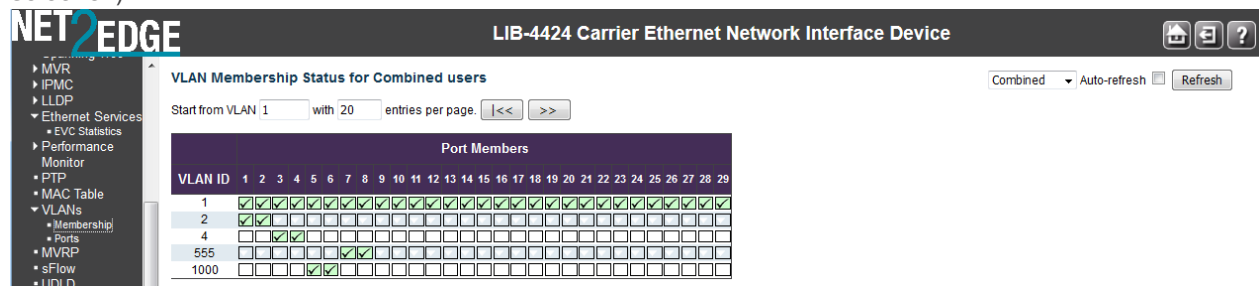 NET2EDGE
LIB-4424 Carrier Ethernet Network Interface Device
?
MVR
IPMC
LLDP
Ethernet Services
EVC Statistics
Performance
Monitor
PTP
MAC Table
VLANs
Membership
Ports
MVRP
sFlow
UDLD
VLAN Membership Status for Combined users
Combined Auto-refresh Refresh
Start from VLAN 1 with 20 entries per page. |<< >>
Port Members
VLAN ID 1 2 3 4 5 6 7 8 9 10 11 12 13 14 15 16 17 18 19 20 21 22 23 24 25 26 27 28 29
1
2
4
555
1000